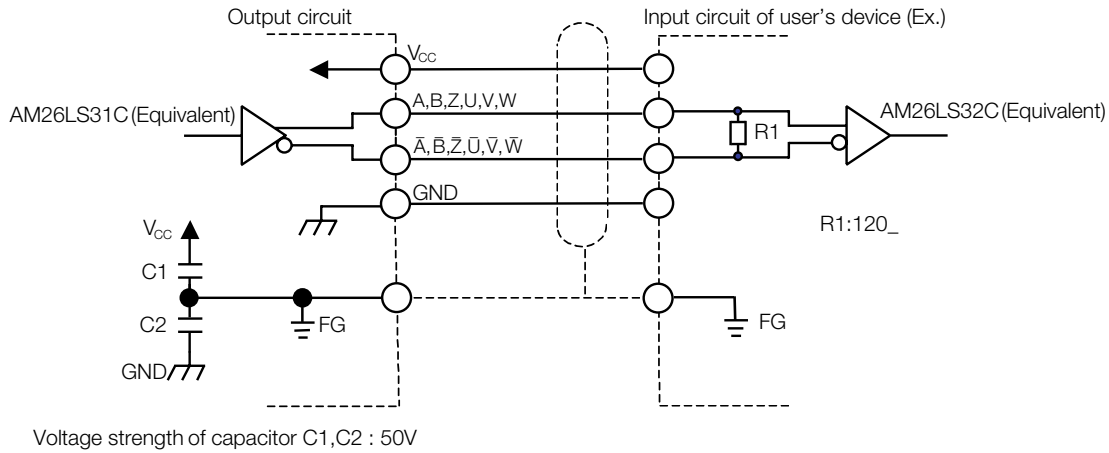 Output circuit
Input circuit of user's device (Ex.)
VCC
AM26LS31C (Equivalent)
A,B,Z,U,V,W
R1
AM26LS32C (Equivalent)
A̅,B̅,Z̅,U̅,V̅,W̅
GND
R1:120_
VCC
C1
C2
FG
FG
GND
Voltage strength of capacitor C1,C2 : 50V